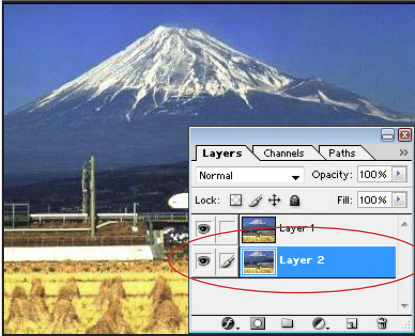 Layers Channels Paths
Normal Opacity: 100%
Lock: Fill: 100%
Layer 1
Layer 2